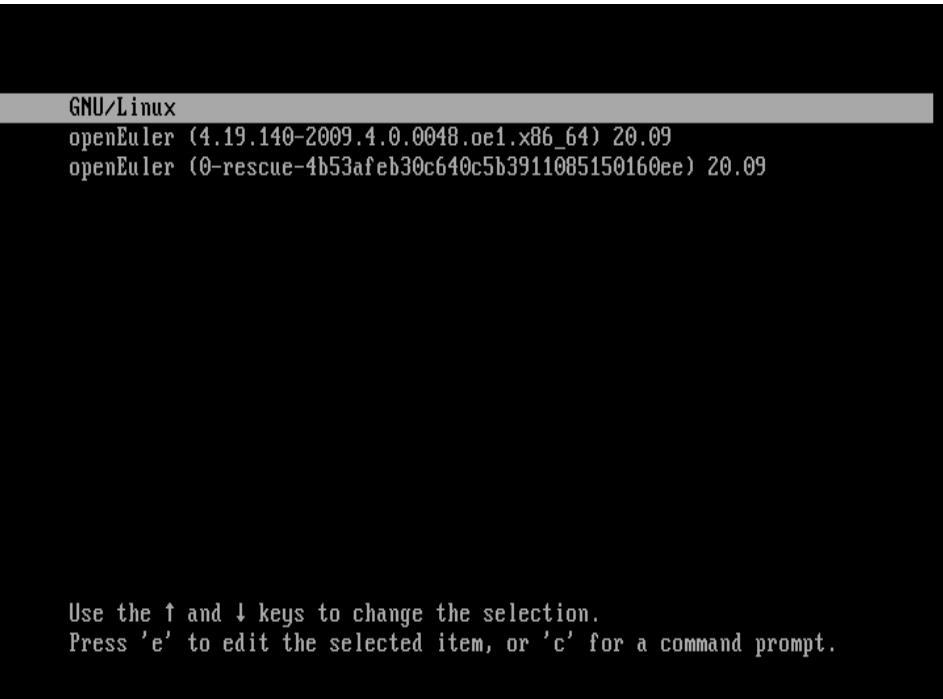 GNU/Linux
openEuler (4.19.140-2009.4.0.0048.oe1.x86_64) 20.09
openEuler (0-rescue-4b53afeb30c640c5b3911085150160ee) 20.09
Use the ↑ and ↓ keys to change the selection.
Press 'e' to edit the selected item, or 'c' for a command prompt.